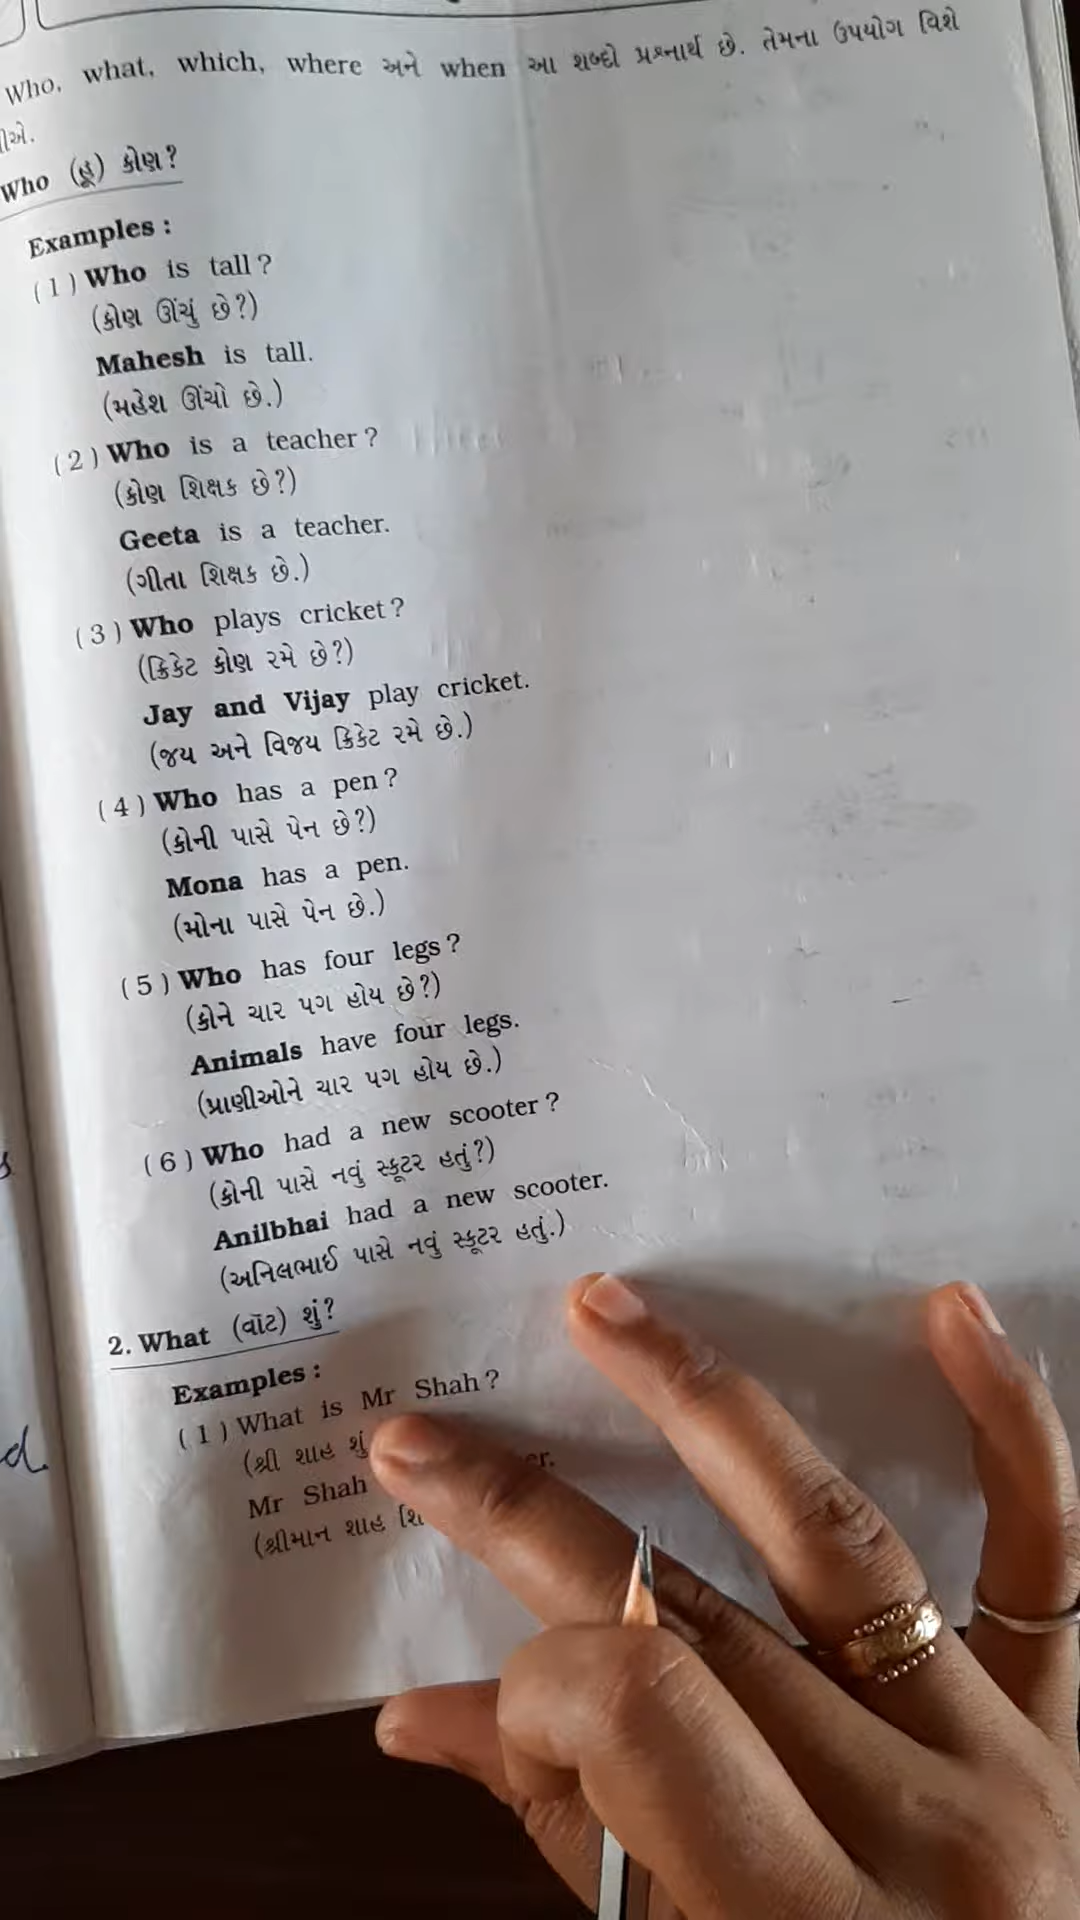 Who, what, which, where અને when આ શબ્દો પ્રશ્નાર્થ છે. તેમના ઉપયોગ વિશે
Who (હૂ) કોણ?
Examples :
(1) Who is tall?
(કોણ ઊંચું છે?)
Mahesh is tall.
(મહેશ ઊંચો છે.)
(2) Who is a teacher?
(કોણ શિક્ષક છે?)
Geeta is a teacher.
(ગીતા શિક્ષક છે.)
(3) Who plays cricket?
(ક્રિકેટ કોણ રમે છે?)
Jay and Vijay play cricket.
(જય અને વિજય ક્રિકેટ રમે છે.)
(4) Who has a pen?
(કોની પાસે પેન છે?)
Mona has a pen.
(મોના પાસે પેન છે.)
(5) Who has four legs?
(કોને ચાર પગ હોય છે?)
Animals have four legs.
(પ્રાણીઓને ચાર પગ હોય છે.)
(6) Who had a new scooter?
(કોની પાસે નવું સ્કૂટર હતું?)
Anilbhai had a new scooter.
(અનિલભાઈ પાસે નવું સ્કૂટર હતું.)
2. What (વૉટ) શું?
Examples :
(1) What is Mr Shah?
(શ્રી શાહ શું
Mr Shah
(શ્રીમાન શાહ